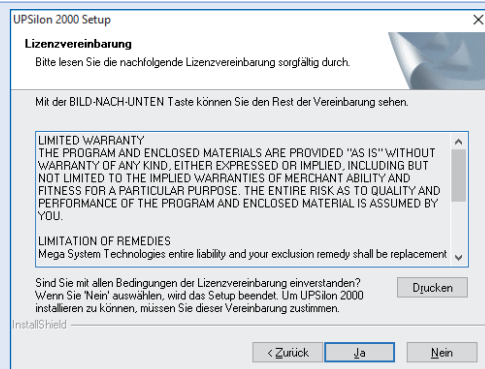 UPSilon 2000 Setup
Lizenzvereinbarung
Bitte lesen Sie die nachfolgende Lizenzvereinbarung sorgfältig durch.
Mit der BILD-NACH-UNTEN Taste können Sie den Rest der Vereinbarung sehen.
LIMITED WARRANTY
THE PROGRAM AND ENCLOSED MATERIALS ARE PROVIDED "AS IS" WITHOUT
WARRANTY OF ANY KIND, EITHER EXPRESSED OR IMPLIED, INCLUDING BUT
NOT LIMITED TO THE IMPLIED WARRANTIES OF MERCHANT ABILITY AND
FITNESS FOR A PARTICULAR PURPOSE. THE ENTIRE RISK AS TO QUALITY AND
PERFORMANCE OF THE PROGRAM AND ENCLOSED MATERIAL IS ASSUMED BY
YOU.
LIMITATION OF REMEDIES
Mega System Technologies entire liability and your exclusion remedy shall be replacement
Sind Sie mit allen Bedingungen der Lizenzvereinbarung einverstanden?
Wenn Sie 'Nein' auswählen, wird das Setup beendet. Um UPSilon 2000
installieren zu können, müssen Sie dieser Vereinbarung zustimmen.
Drucken
InstallShield
< Zurück
Ja
Nein